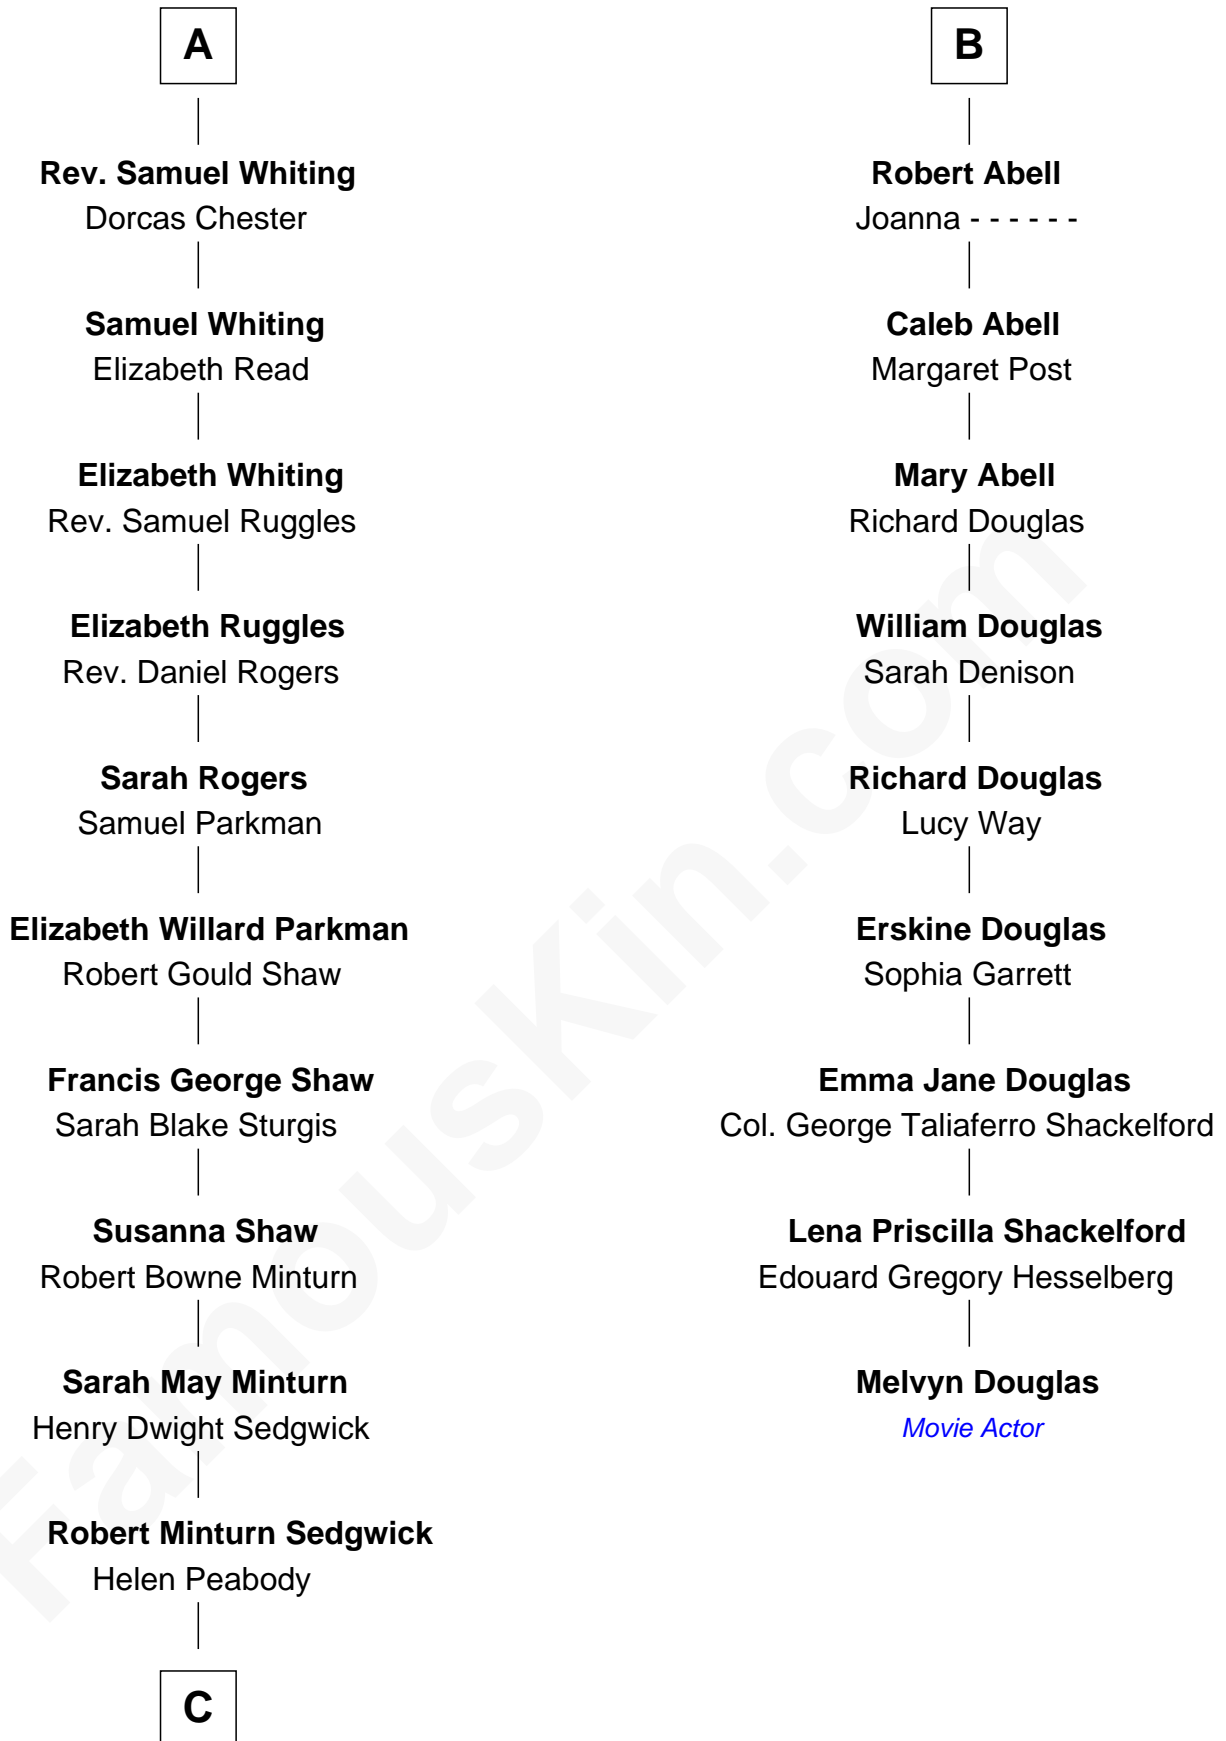 A
Rev. Samuel Whiting
Dorcas Chester
Samuel Whiting
Elizabeth Read
Elizabeth Whiting
Rev. Samuel Ruggles
Elizabeth Ruggles
Rev. Daniel Rogers
Sarah Rogers
Samuel Parkman
Elizabeth Willard Parkman
Robert Gould Shaw
Francis George Shaw
Sarah Blake Sturgis
Susanna Shaw
Robert Bowne Minturn
Sarah May Minturn
Henry Dwight Sedgwick
Robert Minturn Sedgwick
Helen Peabody
C
B
Robert Abell
Joanna - - - - - -
Caleb Abell
Margaret Post
Mary Abell
Richard Douglas
William Douglas
Sarah Denison
Richard Douglas
Lucy Way
Erskine Douglas
Sophia Garrett
Emma Jane Douglas
Col. George Taliaferro Shackelford
Lena Priscilla Shackelford
Edouard Gregory Hesselberg
Melvyn Douglas
Movie Actor
FamousKin.com